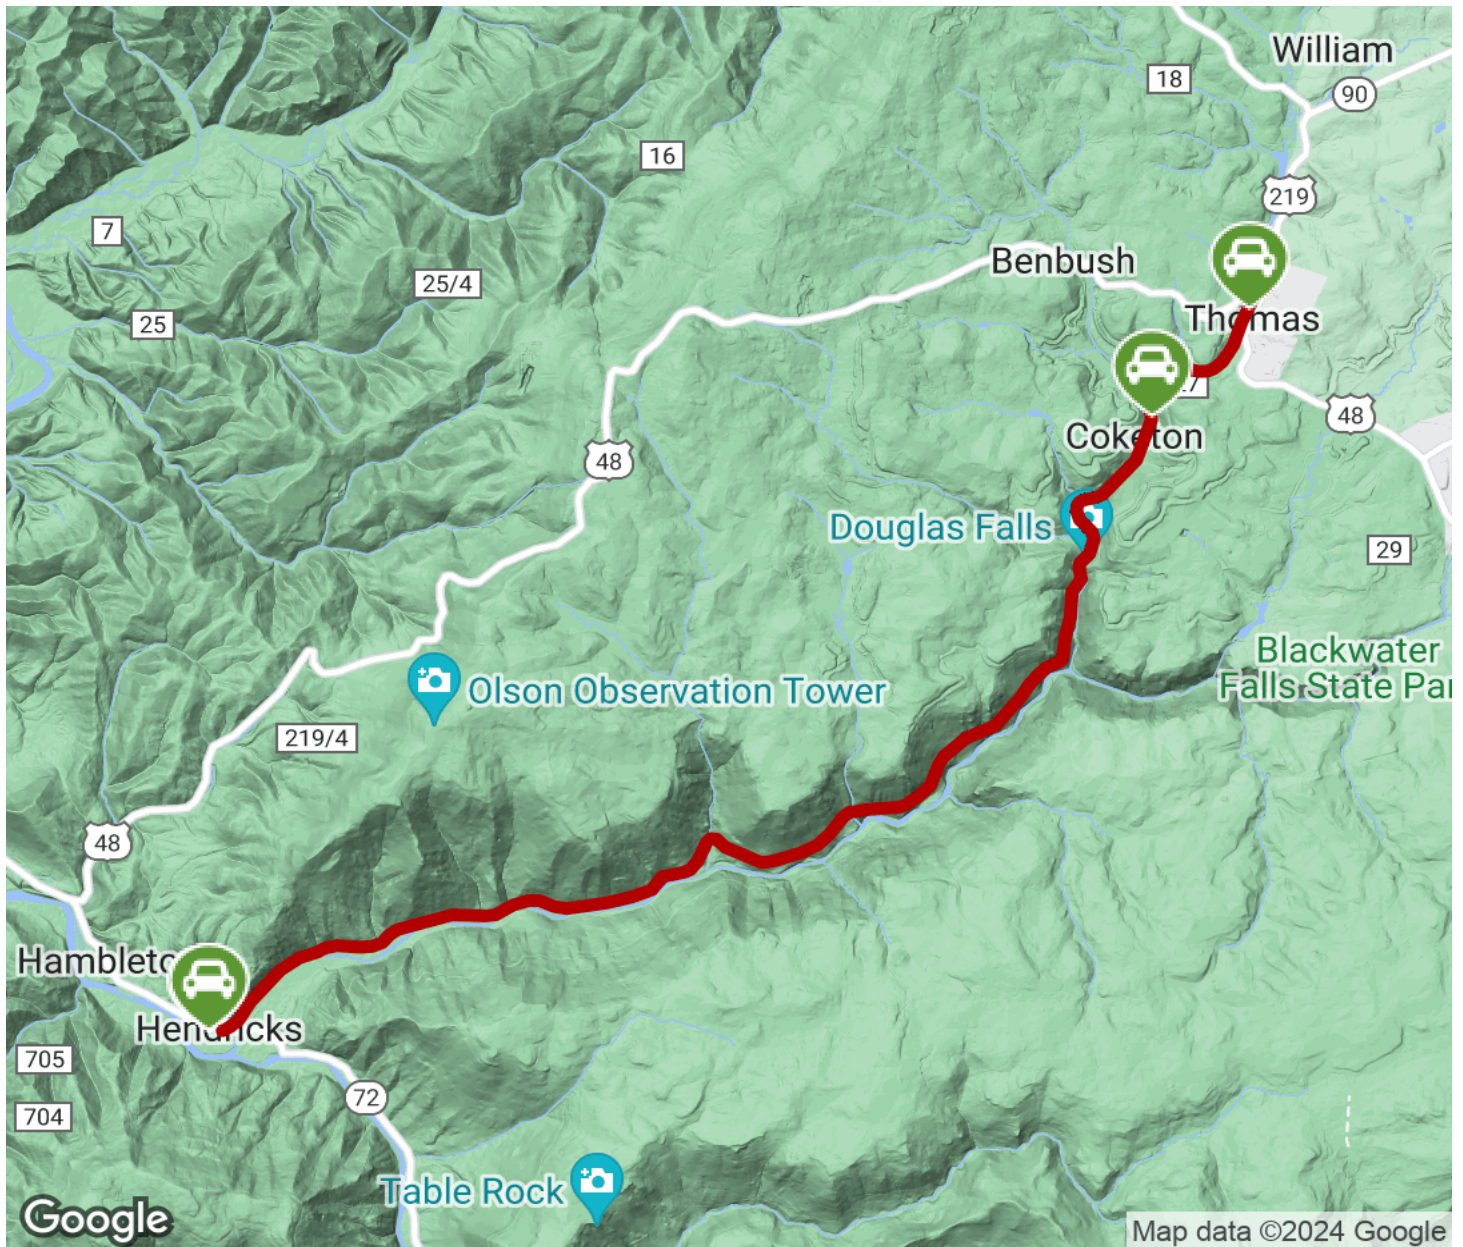 William
18
90
16
219
7
Benbush
25/4
Thomas
25
48
Coketon
48
Douglas Falls
29
Blackwater
Falls State Par
Olson Observation Tower
219/4
48
Hambleto
Hendricks
705
72
704
Table Rock
Google
Map data ©2024 Google